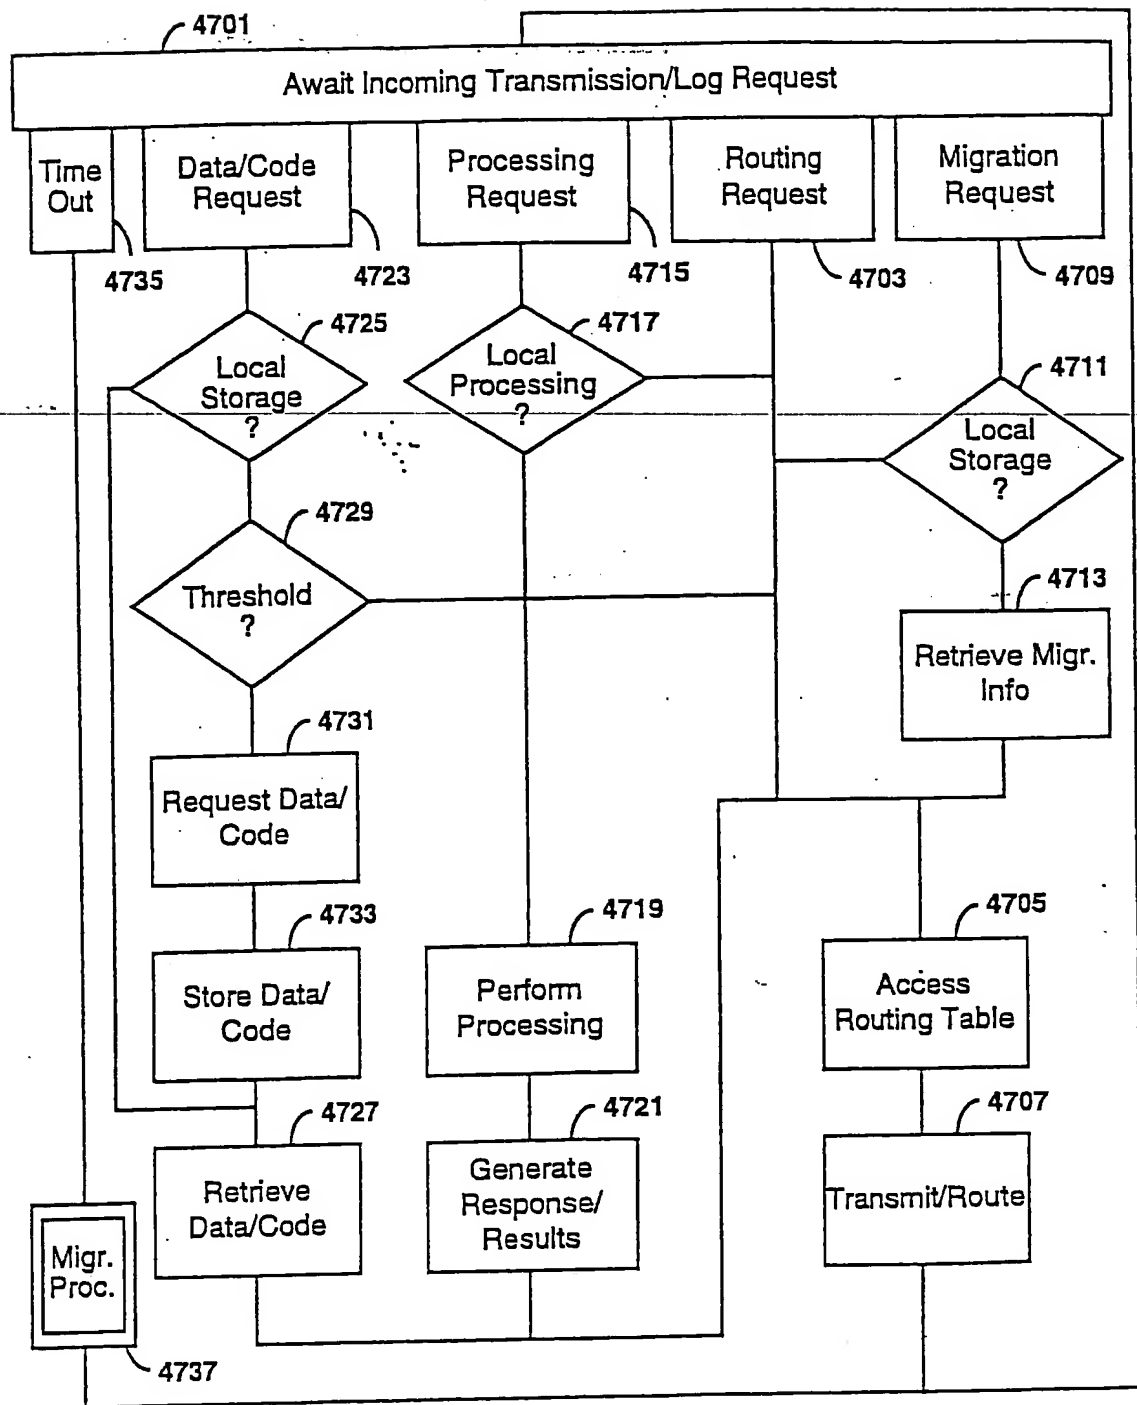 4701
Await Incoming Transmission/Log Request
Time
Out
4735
Data/Code
Request
4723
Processing
Request
4715
Routing
Request
4703
Migration
Request
4709
4725
Local
Storage
?
4717
Local
Processing
?
4711
Local
Storage
?
4729
Threshold
?
4713
Retrieve Migr.
Info
4731
Request Data/
Code
4733
Store Data/
Code
4719
Perform
Processing
4705
Access
Routing Table
4727
Retrieve
Data/Code
4721
Generate
Response/
Results
4707
Transmit/Route
Migr.
Proc.
4737